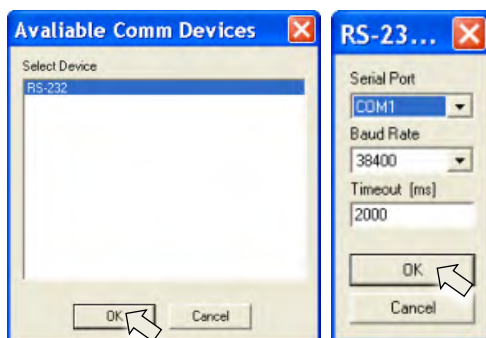 Avaliable Comm Devices
Select Device
RS-232
OK
Cancel
RS-23...
Serial Port
COM1
Baud Rate
38400
Timeout [ms]
2000
OK
Cancel